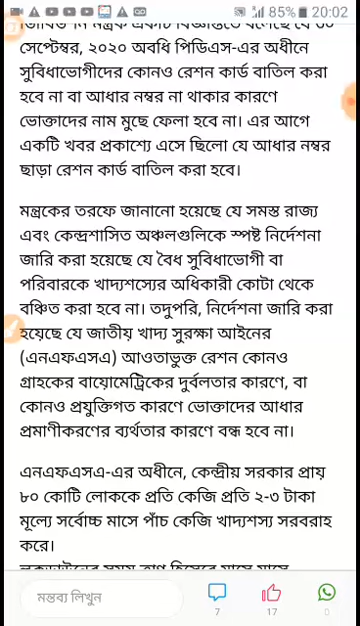 85% 20:02
সেপ্টেম্বর, ২০২০ অবধি পিডিএস-এর অধীনে
সুবিধাভোগীদের কোনও রেশন কার্ড বাতিল করা
হবে না বা আধার নম্বর না থাকার কারণে
ভোক্তাদের নাম মুছে ফেলা হবে না। এর আগে
একটি খবর প্রকাশ্যে এসে ছিলো যে আধার নম্বর
ছাড়া রেশন কার্ড বাতিল করা হবে।
মন্ত্রকের তরফে জানানো হয়েছে যে সমস্ত রাজ্য
এবং কেন্দ্রশাসিত অঞ্চলগুলিকে স্পষ্ট নির্দেশনা
জারি করা হয়েছে যে বৈধ সুবিধাভোগী বা
পরিবারকে খাদ্যশস্যের অধিকারী কোটা থেকে
বঞ্চিত করা হবে না। তদুপরি, নির্দেশনা জারি করা
হয়েছে যে জাতীয় খাদ্য সুরক্ষা আইনের
(এনএফএসএ) আওতাভুক্ত রেশন কোনও
গ্রাহকের বায়োমেট্রিকের দুর্বলতার কারণে, বা
কোনও প্রযুক্তিগত কারণে ভোক্তাদের আধার
প্রমাণীকরণের ব্যর্থতার কারণে বন্ধ হবে না।
এনএফএসএ-এর অধীনে, কেন্দ্রীয় সরকার প্রায়
৮০ কোটি লোককে প্রতি কেজি প্রতি ২-৩ টাকা
মূল্যে সর্বোচ্চ মাসে পাঁচ কেজি খাদ্যশস্য সরবরাহ
করে।
মন্তব্য লিখুন
7 17 0